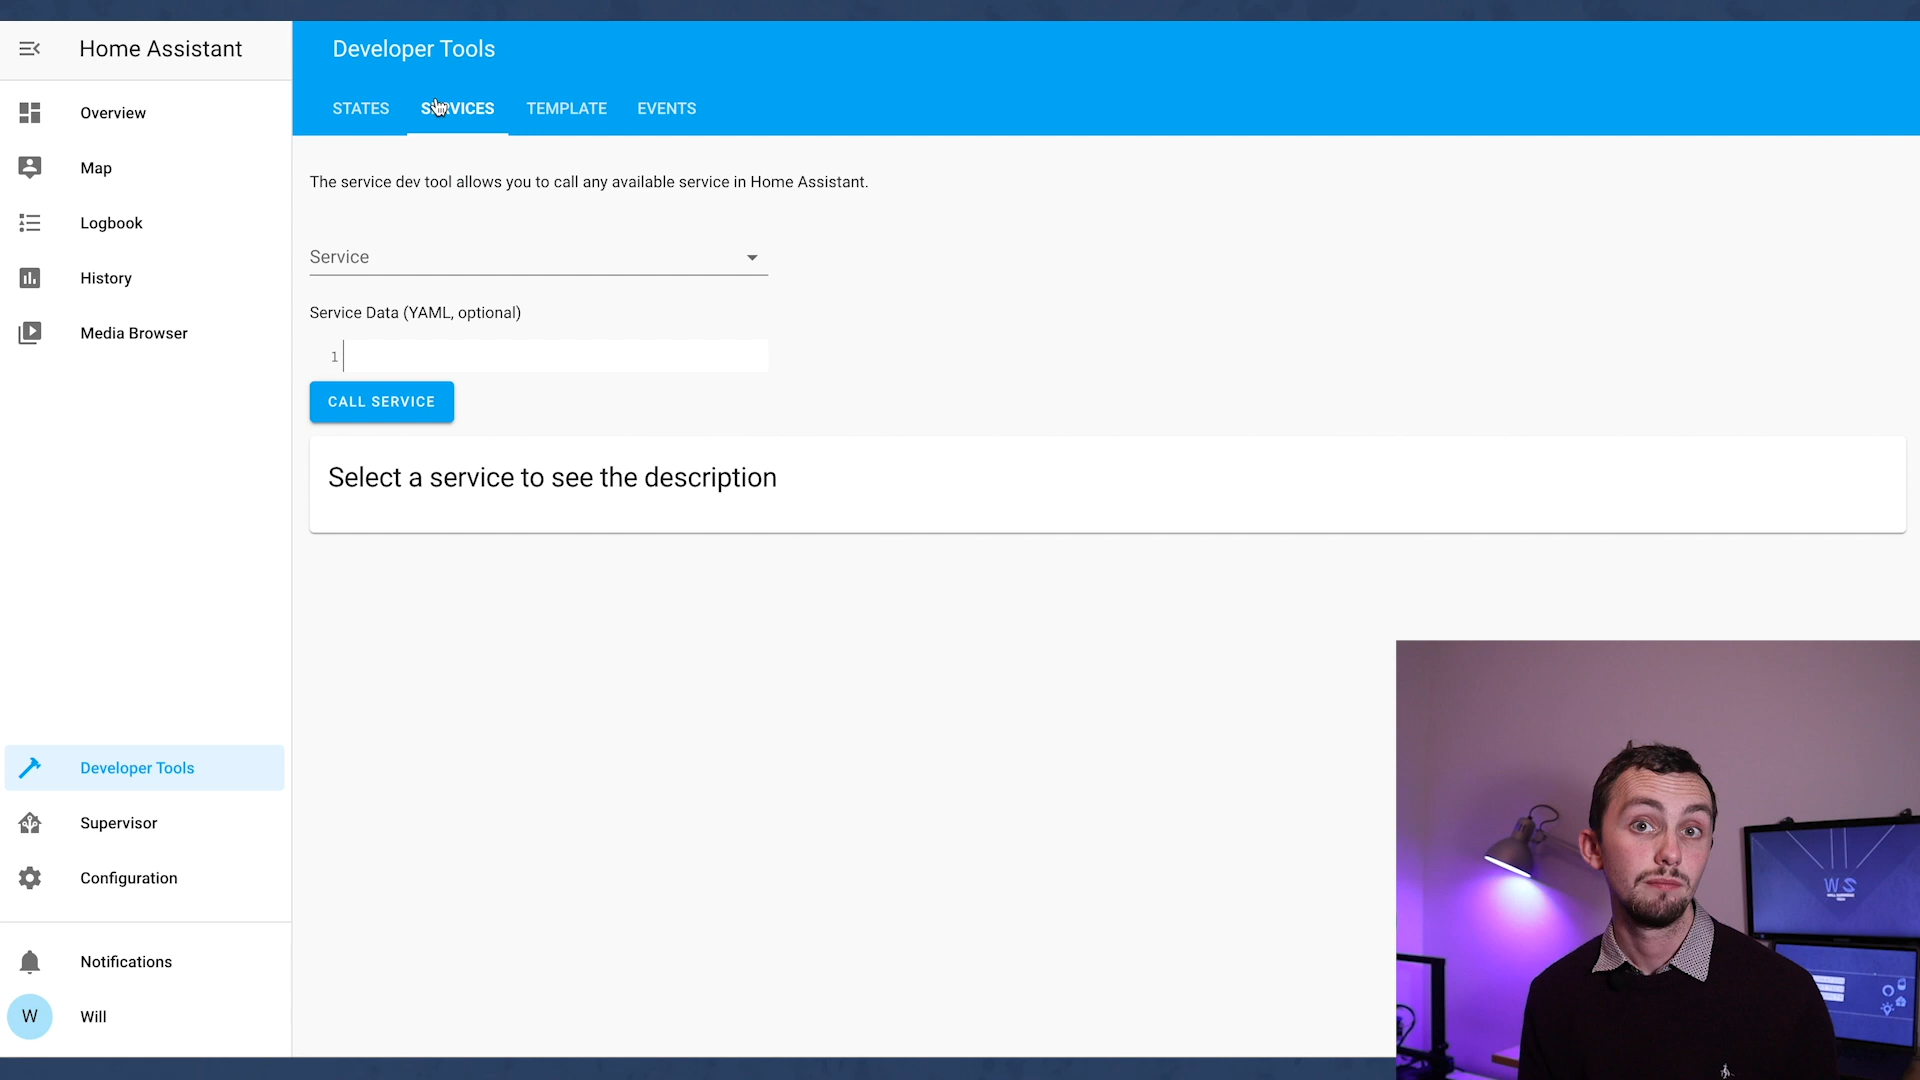 Home Assistant
Developer Tools
STATES
SERVICES
TEMPLATE
EVENTS
Overview
Map
Logbook
History
Media Browser
The service dev tool allows you to call any available service in Home Assistant.
Service
Service Data (YAML, optional)
1
CALL SERVICE
Select a service to see the description
Developer Tools
Supervisor
Configuration
Notifications
W
Will
WS